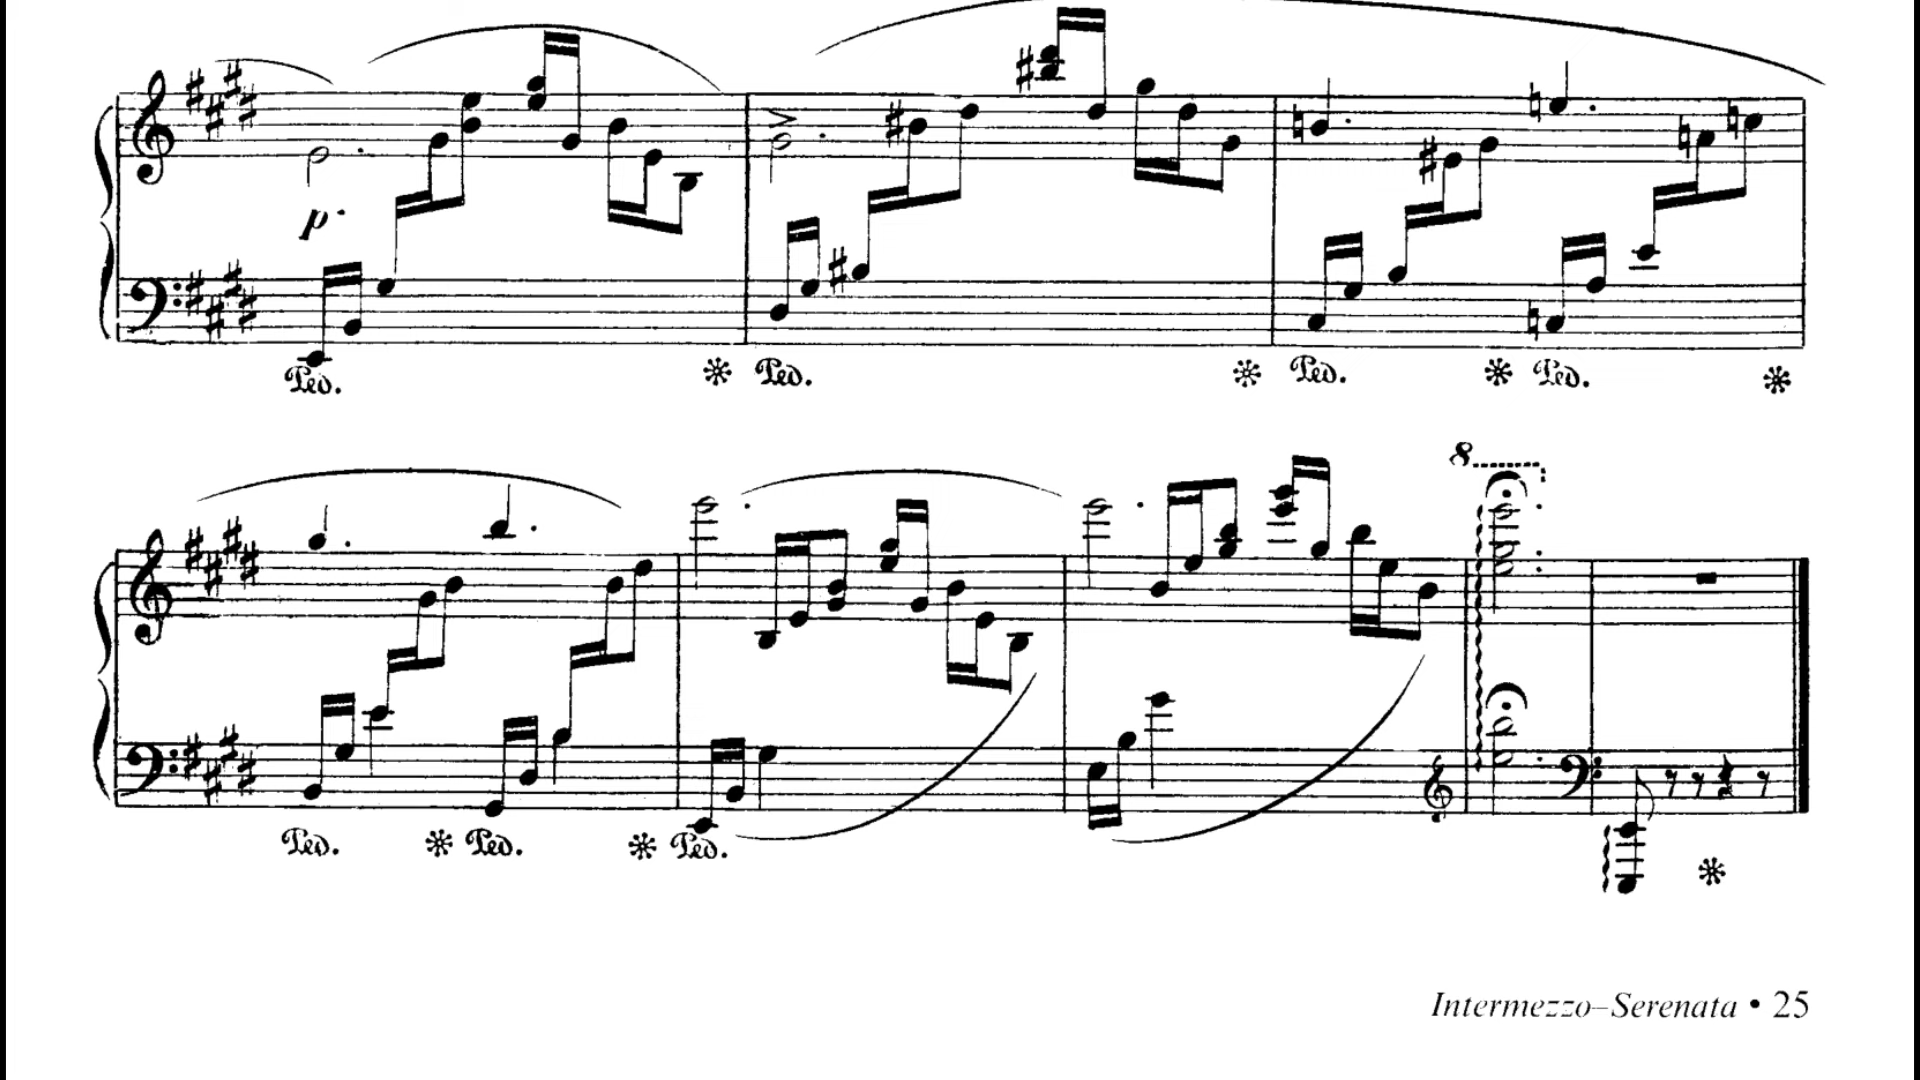 p.
Ped. * Ped. * Ped. * Ped. *
8
Ped. * Ped. * Ped. *
Intermezzo–Serenata • 25